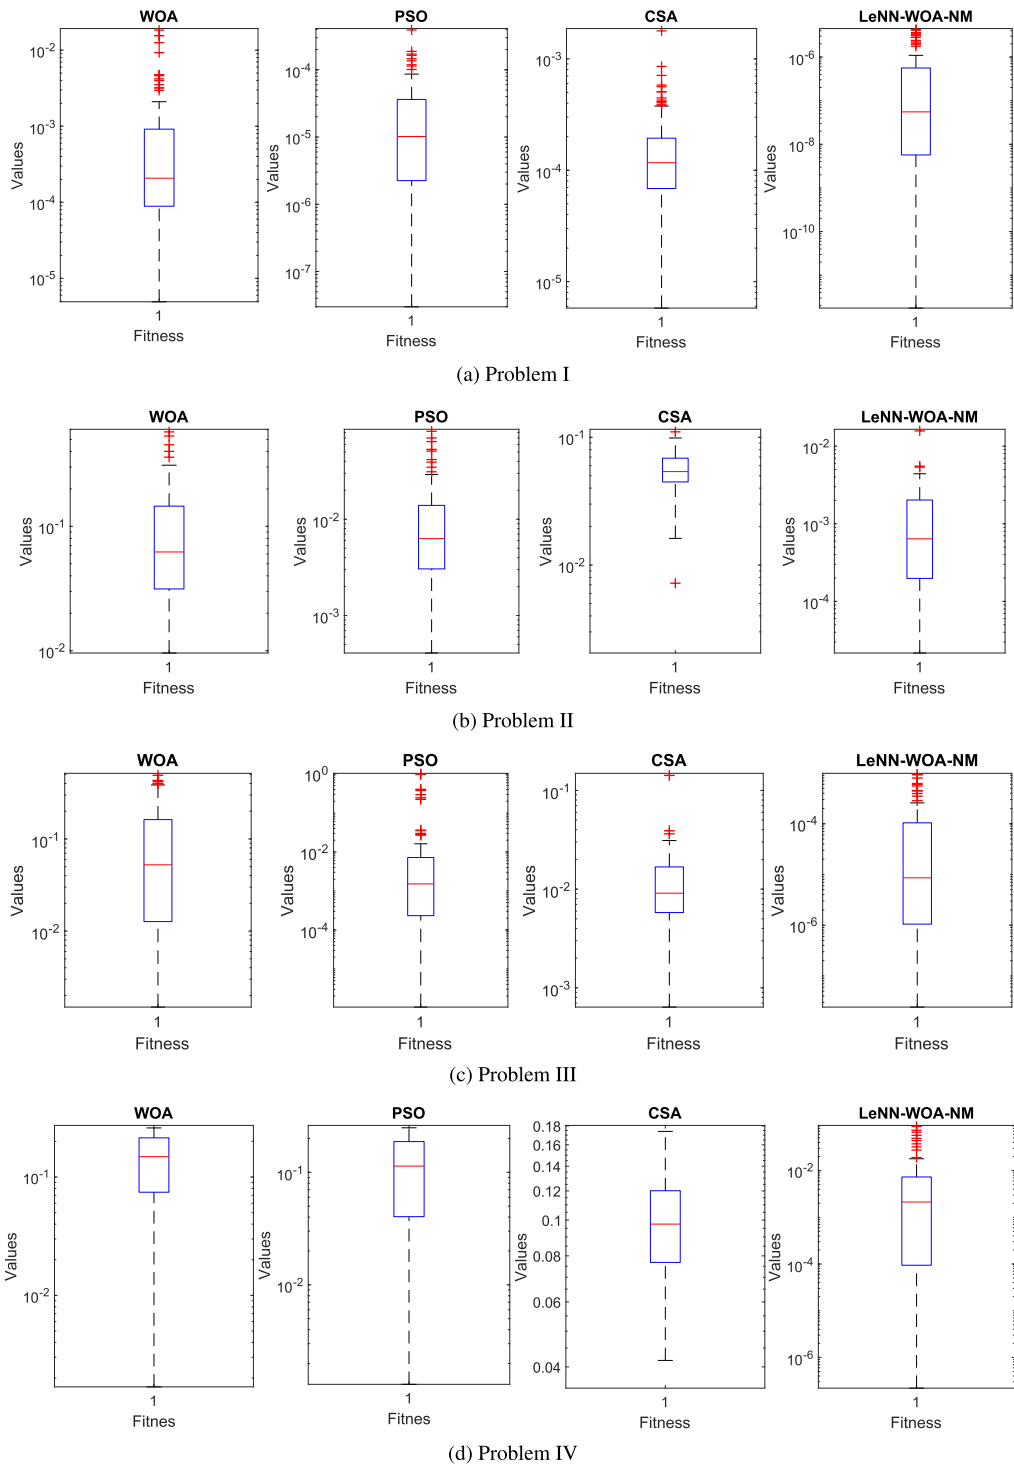 WOA PSO CSA LeNN-WOA-NM
10^-2 10^-3 10^-4 10^-5
Values
1
Fitness
10^-4 10^-5 10^-6 10^-7
Values
1
Fitness
10^-3 10^-4 10^-5
Values
1
Fitness
10^-6 10^-8 10^-10
Values
1
Fitness
(a) Problem I
WOA PSO CSA LeNN-WOA-NM
10^-1 10^-2
Values
1
Fitness
10^-2 10^-3
Values
1
Fitness
10^-1 10^-2
Values
1
Fitness
10^-2 10^-3 10^-4
Values
1
Fitness
(b) Problem II
WOA PSO CSA LeNN-WOA-NM
10^-1 10^-2
Values
1
Fitness
10^0 10^-2 10^-4
Values
1
Fitness
10^-1 10^-2 10^-3
Values
1
Fitness
10^-4 10^-6
Values
1
Fitness
(c) Problem III
WOA PSO CSA LeNN-WOA-NM
10^-1 10^-2
Values
1
Fitnes
10^-1 10^-2
Values
1
Fitnes
0.18 0.16 0.14 0.12 0.1 0.08 0.06 0.04
Values
1
Fitness
10^-2 10^-4 10^-6
Values
1
Fitness
(d) Problem IV